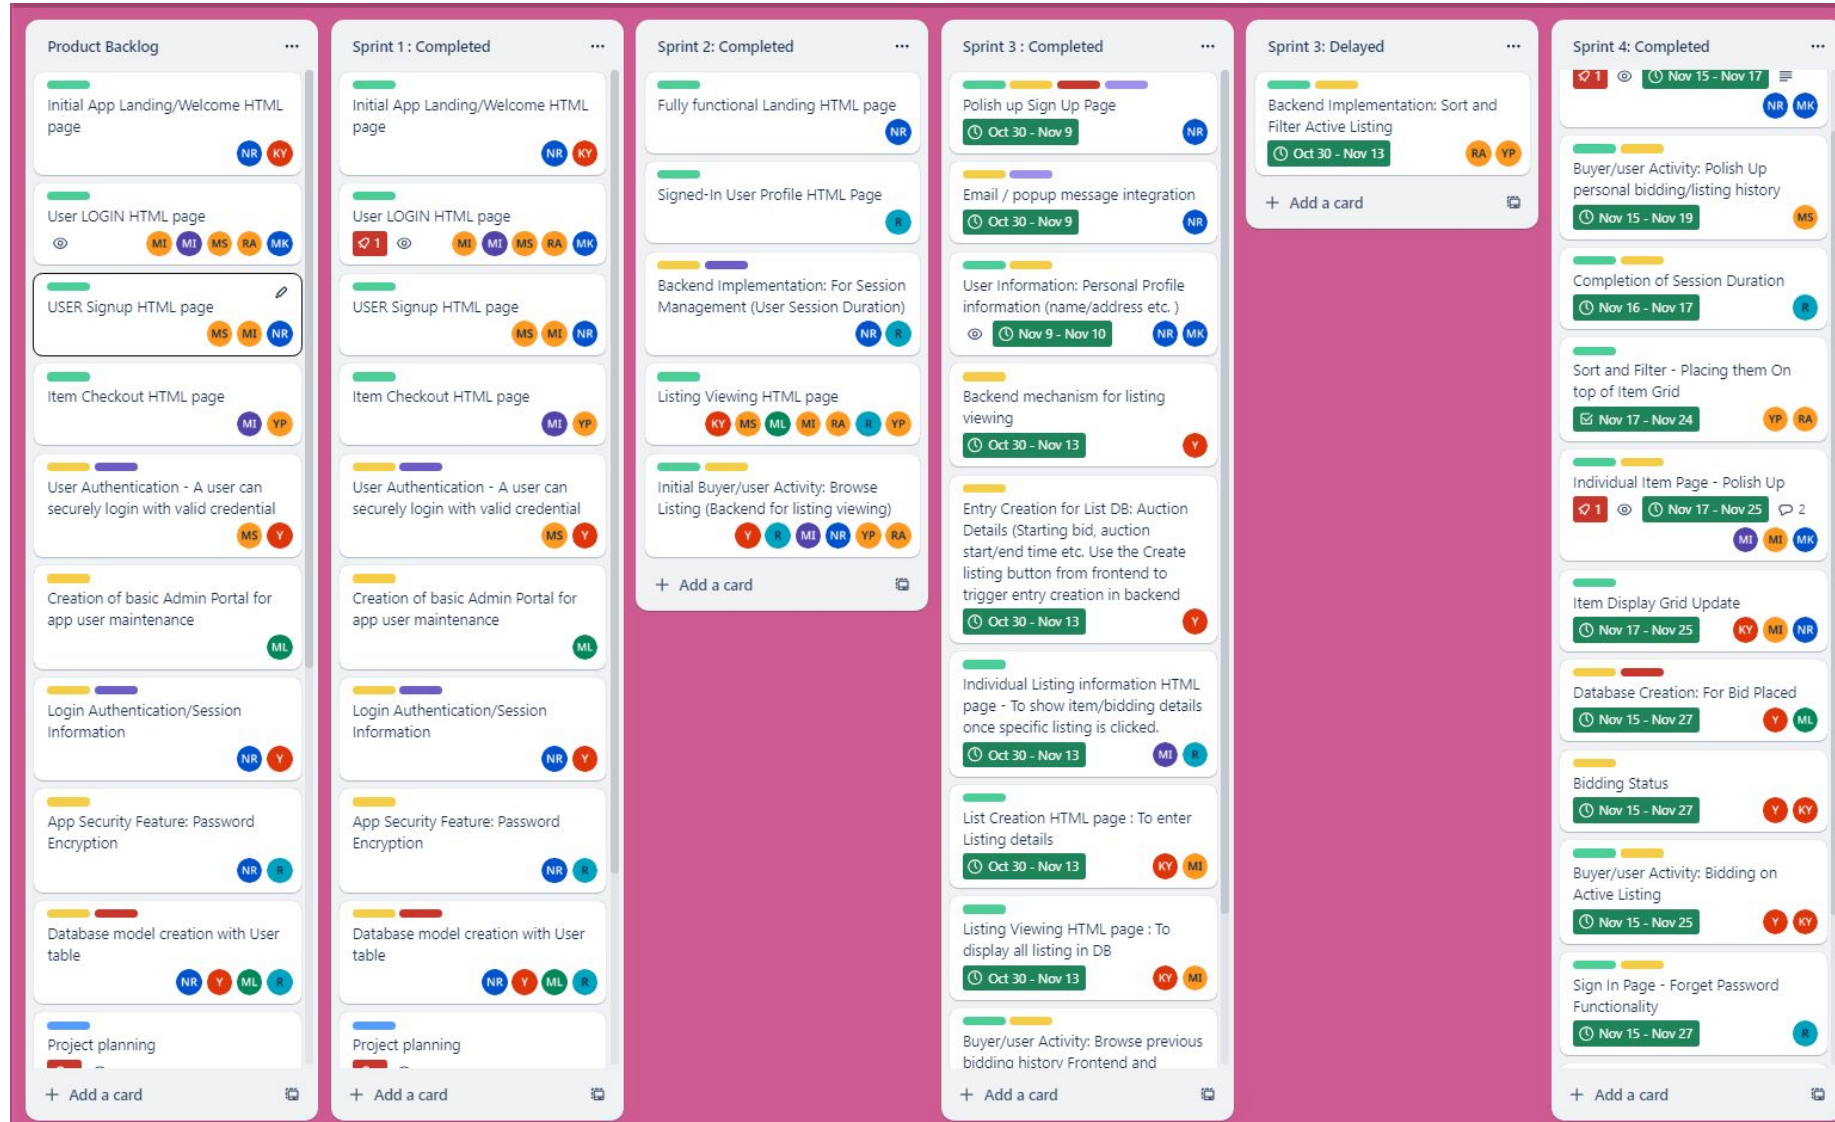 Product Backlog
Initial App Landing/Welcome HTML
page
NR KY
User LOGIN HTML page
MI MI MS RA MK
USER Signup HTML page
MS MI NR
Item Checkout HTML page
MI YP
User Authentication - A user can
securely login with valid credential
MS Y
Creation of basic Admin Portal for
app user maintenance
ML
Login Authentication/Session
Information
NR Y
App Security Feature: Password
Encryption
NR R
Database model creation with User
table
NR Y ML R
Project planning
+ Add a card
Sprint 1 : Completed
Initial App Landing/Welcome HTML
page
NR KY
User LOGIN HTML page
1 MI MI MS RA MK
USER Signup HTML page
MS MI NR
Item Checkout HTML page
MI YP
User Authentication - A user can
securely login with valid credential
MS Y
Creation of basic Admin Portal for
app user maintenance
ML
Login Authentication/Session
Information
NR Y
App Security Feature: Password
Encryption
NR R
Database model creation with User
table
NR Y ML R
Project planning
+ Add a card
Sprint 2: Completed
Fully functional Landing HTML page
NR
Signed-In User Profile HTML Page
R
Backend Implementation: For Session
Management (User Session Duration)
NR R
Listing Viewing HTML page
KY MS ML MI RA R YP
Initial Buyer/user Activity: Browse
Listing (Backend for listing viewing)
Y R MI NR YP RA
+ Add a card
Sprint 3 : Completed
Polish up Sign Up Page
Oct 30 - Nov 9 NR
Email / popup message integration
Oct 30 - Nov 9 NR
User Information: Personal Profile
information (name/address etc. )
Nov 9 - Nov 10 NR MK
Backend mechanism for listing
viewing
Oct 30 - Nov 13 Y
Entry Creation for List DB: Auction
Details (Starting bid, auction
start/end time etc. Use the Create
listing button from frontend to
trigger entry creation in backend
Oct 30 - Nov 13 Y
Individual Listing information HTML
page - To show item/bidding details
once specific listing is clicked.
Oct 30 - Nov 13 MI R
List Creation HTML page : To enter
Listing details
Oct 30 - Nov 13 KY MI
Listing Viewing HTML page : To
display all listing in DB
Oct 30 - Nov 13 KY MI
Buyer/user Activity: Browse previous
bidding history Frontend and
+ Add a card
Sprint 3: Delayed
Backend Implementation: Sort and
Filter Active Listing
Oct 30 - Nov 13 RA YP
+ Add a card
Sprint 4: Completed
1 Nov 15 - Nov 17
NR MK
Buyer/user Activity: Polish Up
personal bidding/listing history
Nov 15 - Nov 19 MS
Completion of Session Duration
Nov 16 - Nov 17 R
Sort and Filter - Placing them On
top of Item Grid
Nov 17 - Nov 24 YP RA
Individual Item Page - Polish Up
1 Nov 17 - Nov 25 2
MI MI MK
Item Display Grid Update
Nov 17 - Nov 25 KY MI NR
Database Creation: For Bid Placed
Nov 15 - Nov 27 Y ML
Bidding Status
Nov 15 - Nov 27 Y KY
Buyer/user Activity: Bidding on
Active Listing
Nov 15 - Nov 25 Y KY
Sign In Page - Forget Password
Functionality
Nov 15 - Nov 27 R
+ Add a card